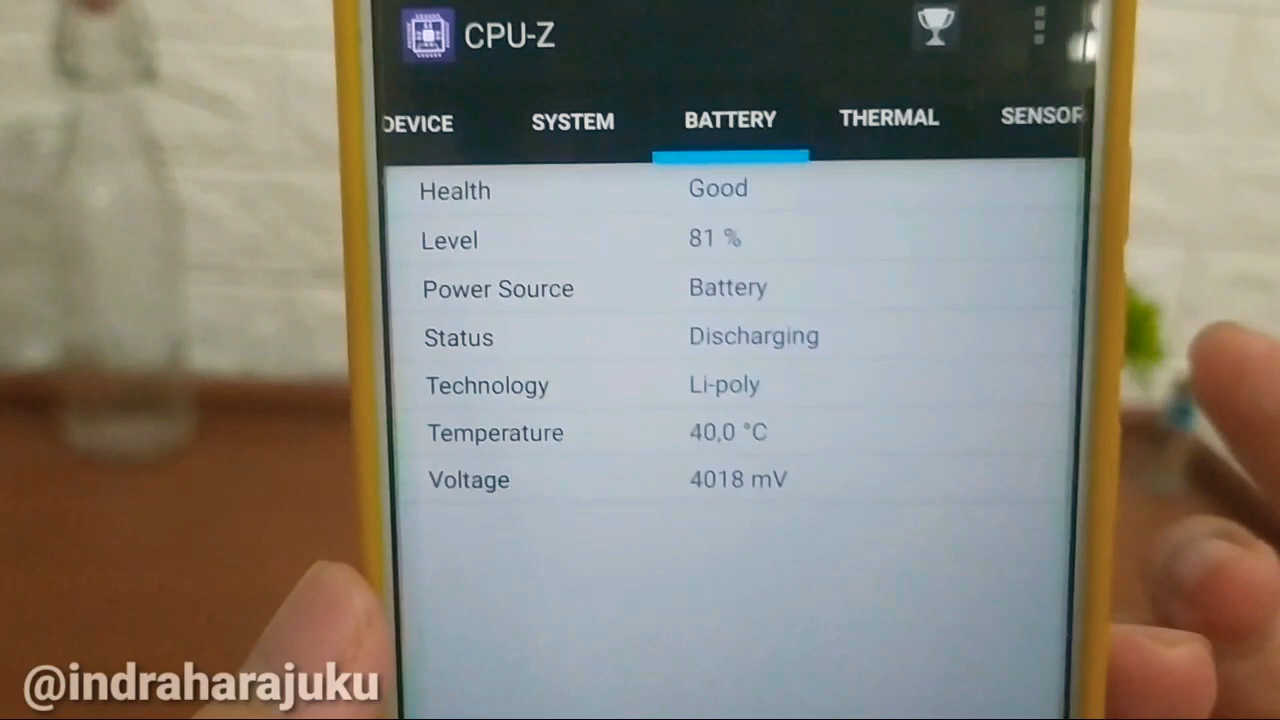 CPU-Z
DEVICE SYSTEM BATTERY THERMAL SENSOR
Health Good
Level 81 %
Power Source Battery
Status Discharging
Technology Li-poly
Temperature 40,0 °C
Voltage 4018 mV
@indraharajuku